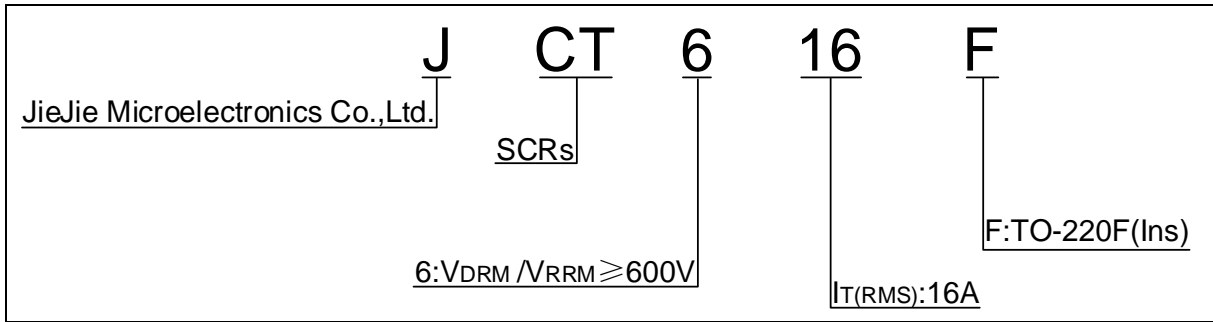 J CT 6 16 F
JieJie Microelectronics Co.,Ltd.
SCRs
F:TO-220F(Ins)
6:VDRM /VRRM≥600V
IT(RMS):16A